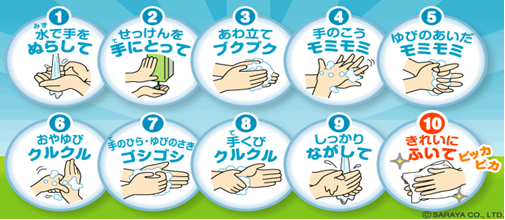 1
みず
水で手を
ぬらして
2
せっけんを
手にとって
3
あわ立て
ブクブク
4
手のこう
モミモミ
5
ゆびのあいだ
モミモミ
6
おやゆび
クルクル
7
て
手のひら・ゆびのさき
ゴシゴシ
8
て
手くび
クルクル
9
しっかり
ながして
10
きれいに
ふいて
ピッカ
ピカ
©SARAYA CO., LTD.